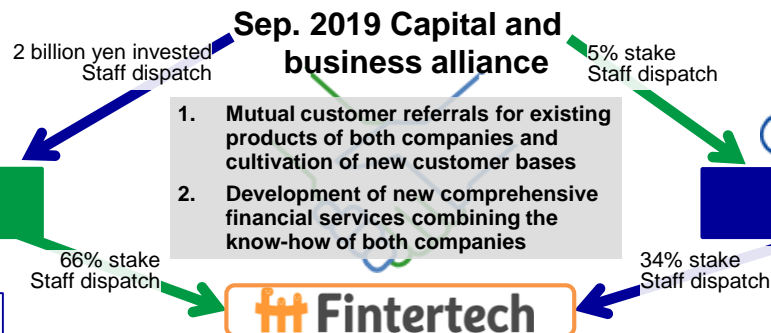 Sep. 2019 Capital and
business alliance
2 billion yen invested
Staff dispatch
5% stake
Staff dispatch
1. Mutual customer referrals for existing
products of both companies and
cultivation of new customer bases
2. Development of new comprehensive
financial services combining the
know-how of both companies
66% stake
Staff dispatch
34% stake
Staff dispatch
Fintertech